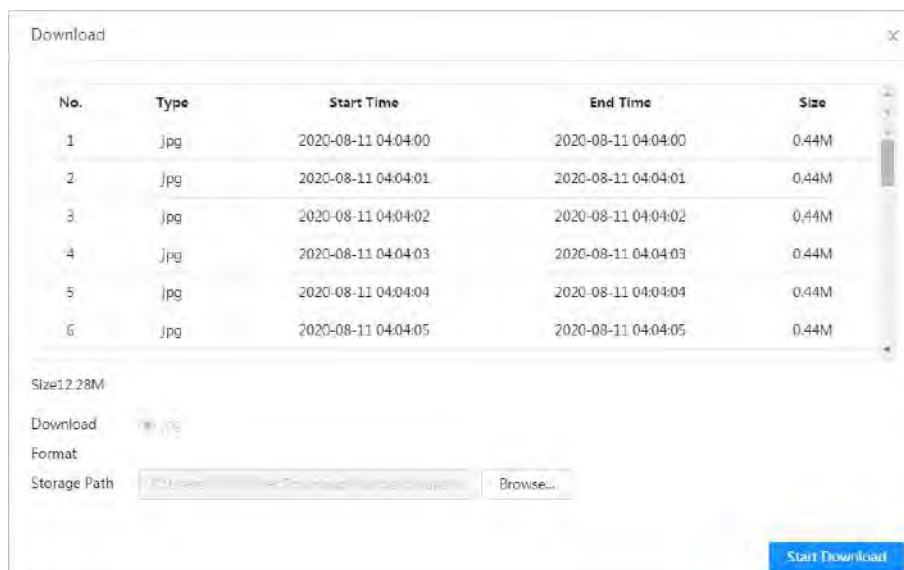 Download
No. Type Start Time End Time Size
1 jpg 2020-08-11 04:04:00 2020-08-11 04:04:00 0.44M
2 jpg 2020-08-11 04:04:01 2020-08-11 04:04:01 0.44M
3 jpg 2020-08-11 04:04:02 2020-08-11 04:04:02 0.44M
4 jpg 2020-08-11 04:04:03 2020-08-11 04:04:03 0.44M
5 jpg 2020-08-11 04:04:04 2020-08-11 04:04:04 0.44M
6 jpg 2020-08-11 04:04:05 2020-08-11 04:04:05 0.44M
Size12.28M
Download jpg
Format
Storage Path Browse...
Start Download